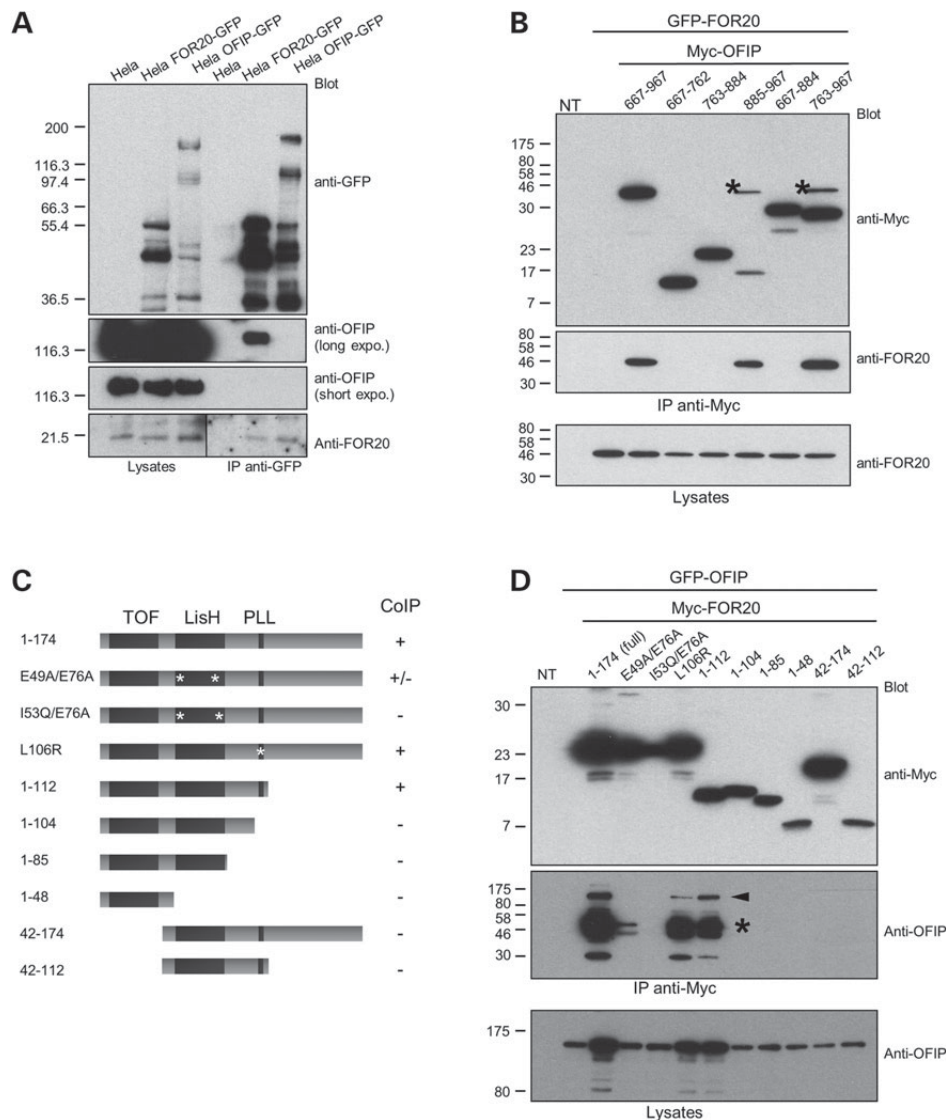 A
Hela
Hela FOR20-GFP
Hela OFIP-GFP
Hela
Hela FOR20-GFP
Hela OFIP-GFP
Blot
200
116.3
97.4
66.3
55.4
36.5
anti-GFP
116.3
anti-OFIP
(long expo.)
116.3
anti-OFIP
(short expo.)
21.5
Anti-FOR20
Lysates
IP anti-GFP
B
GFP-FOR20
Myc-OFIP
NT
667-967
667-762
763-884
885-967
667-884
763-967
Blot
175
80
58
46
30
23
17
7
* *
anti-Myc
80
58
46
30
anti-FOR20
IP anti-Myc
80
58
46
30
anti-FOR20
Lysates
C
TOF LisH PLL CoIP
1-174 +
E49A/E76A * * +/-
I53Q/E76A * * -
L106R * +
1-112 +
1-104 -
1-85 -
1-48 -
42-174 -
42-112 -
D
GFP-OFIP
Myc-FOR20
NT
1-174 (full)
E49A/E76A
I53Q/E76A
L106R
1-112
1-104
1-85
1-48
42-174
42-112
Blot
30
23
17
7
anti-Myc
175
80
58
46
30
*
Anti-OFIP
IP anti-Myc
175
80
Anti-OFIP
Lysates